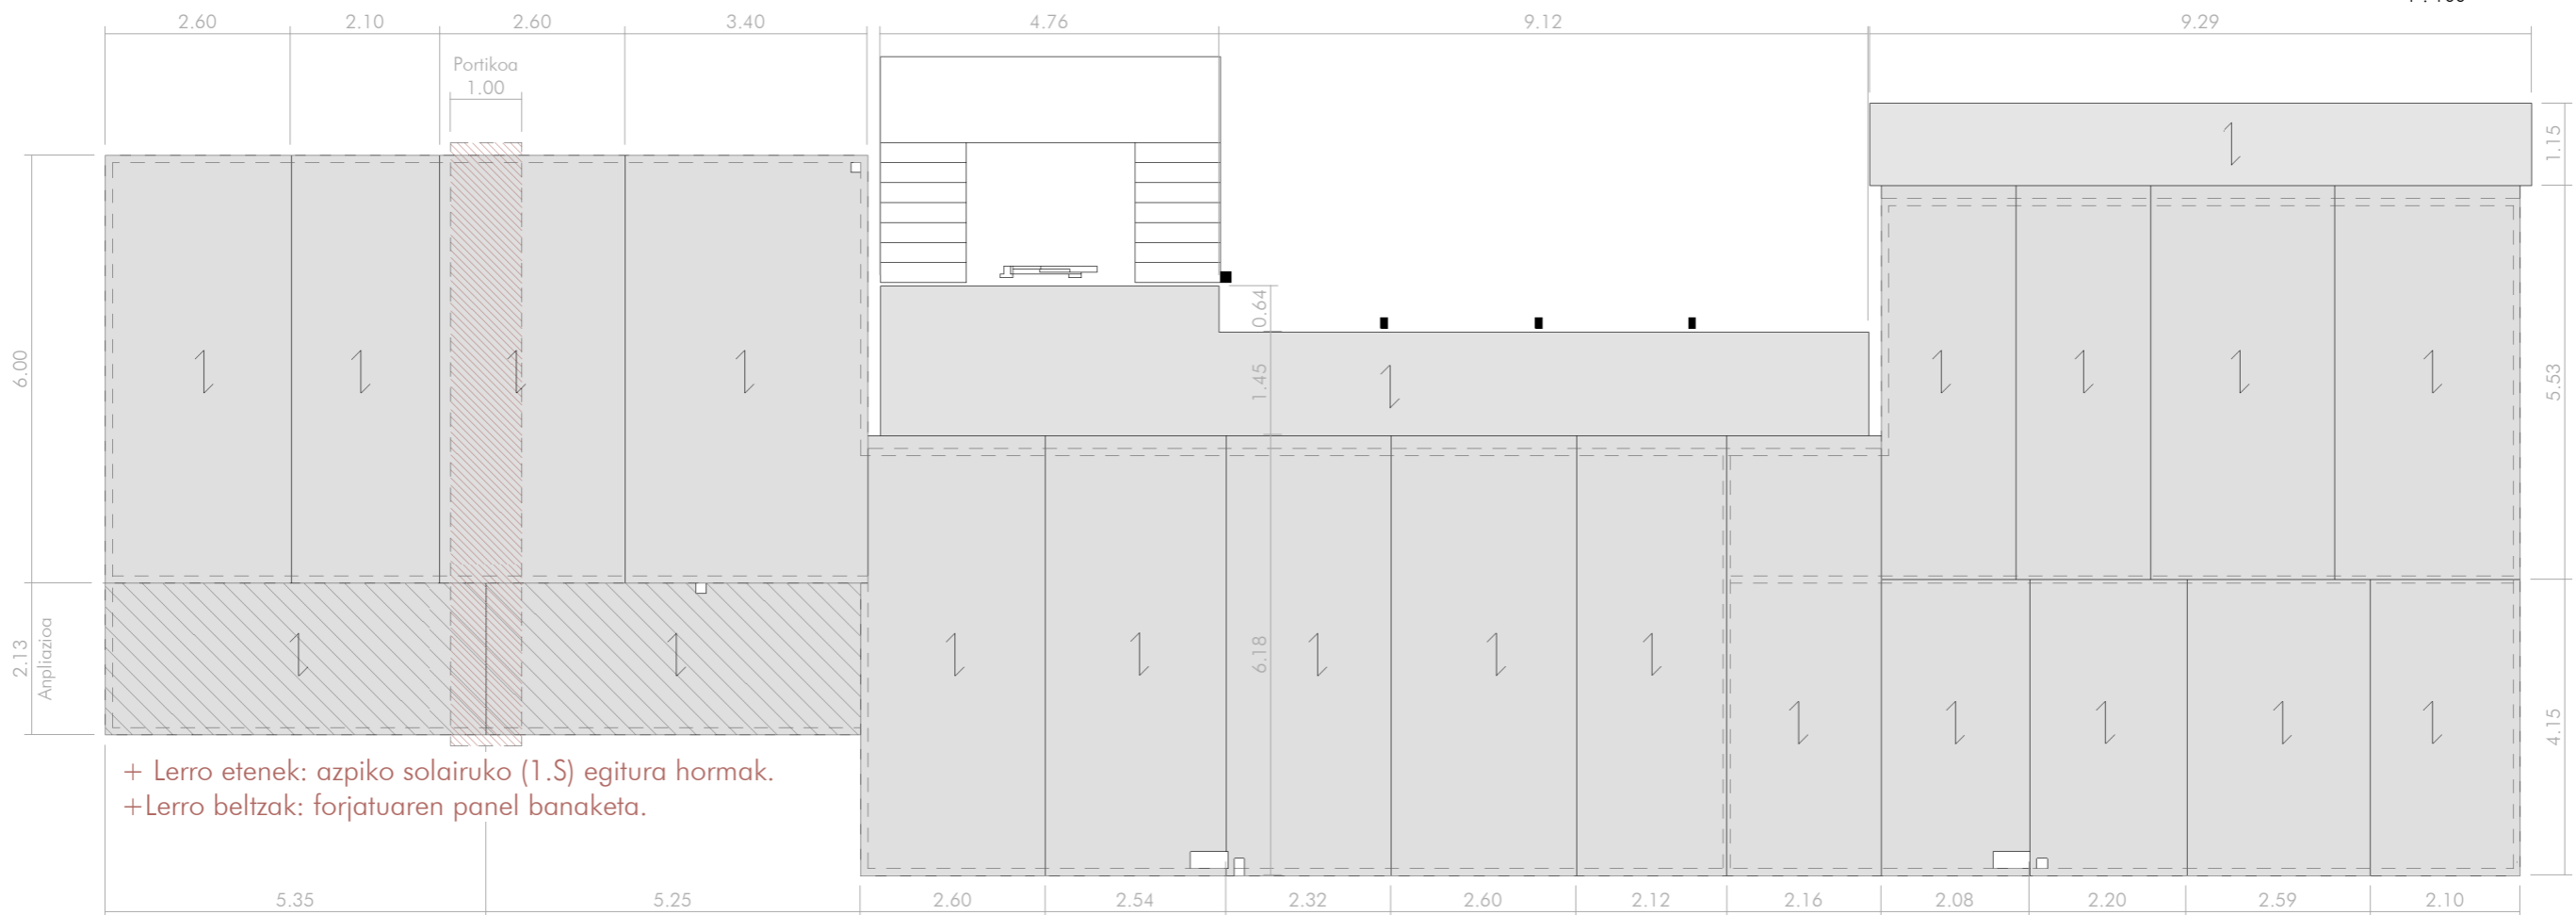 2.60 2.10 2.60 3.40 4.76 9.12 9.29
Portikoa
1.00
1.15
0.64
6.00
1.45
5.53
2.13
Anpliazioa
6.18
4.15
+ Lerro etenek: azpiko solairuko (1.S) egitura hormak.
+Lerro beltzak: forjatuaren panel banaketa.
5.35 5.25 2.60 2.54 2.32 2.60 2.12 2.16 2.08 2.20 2.59 2.10